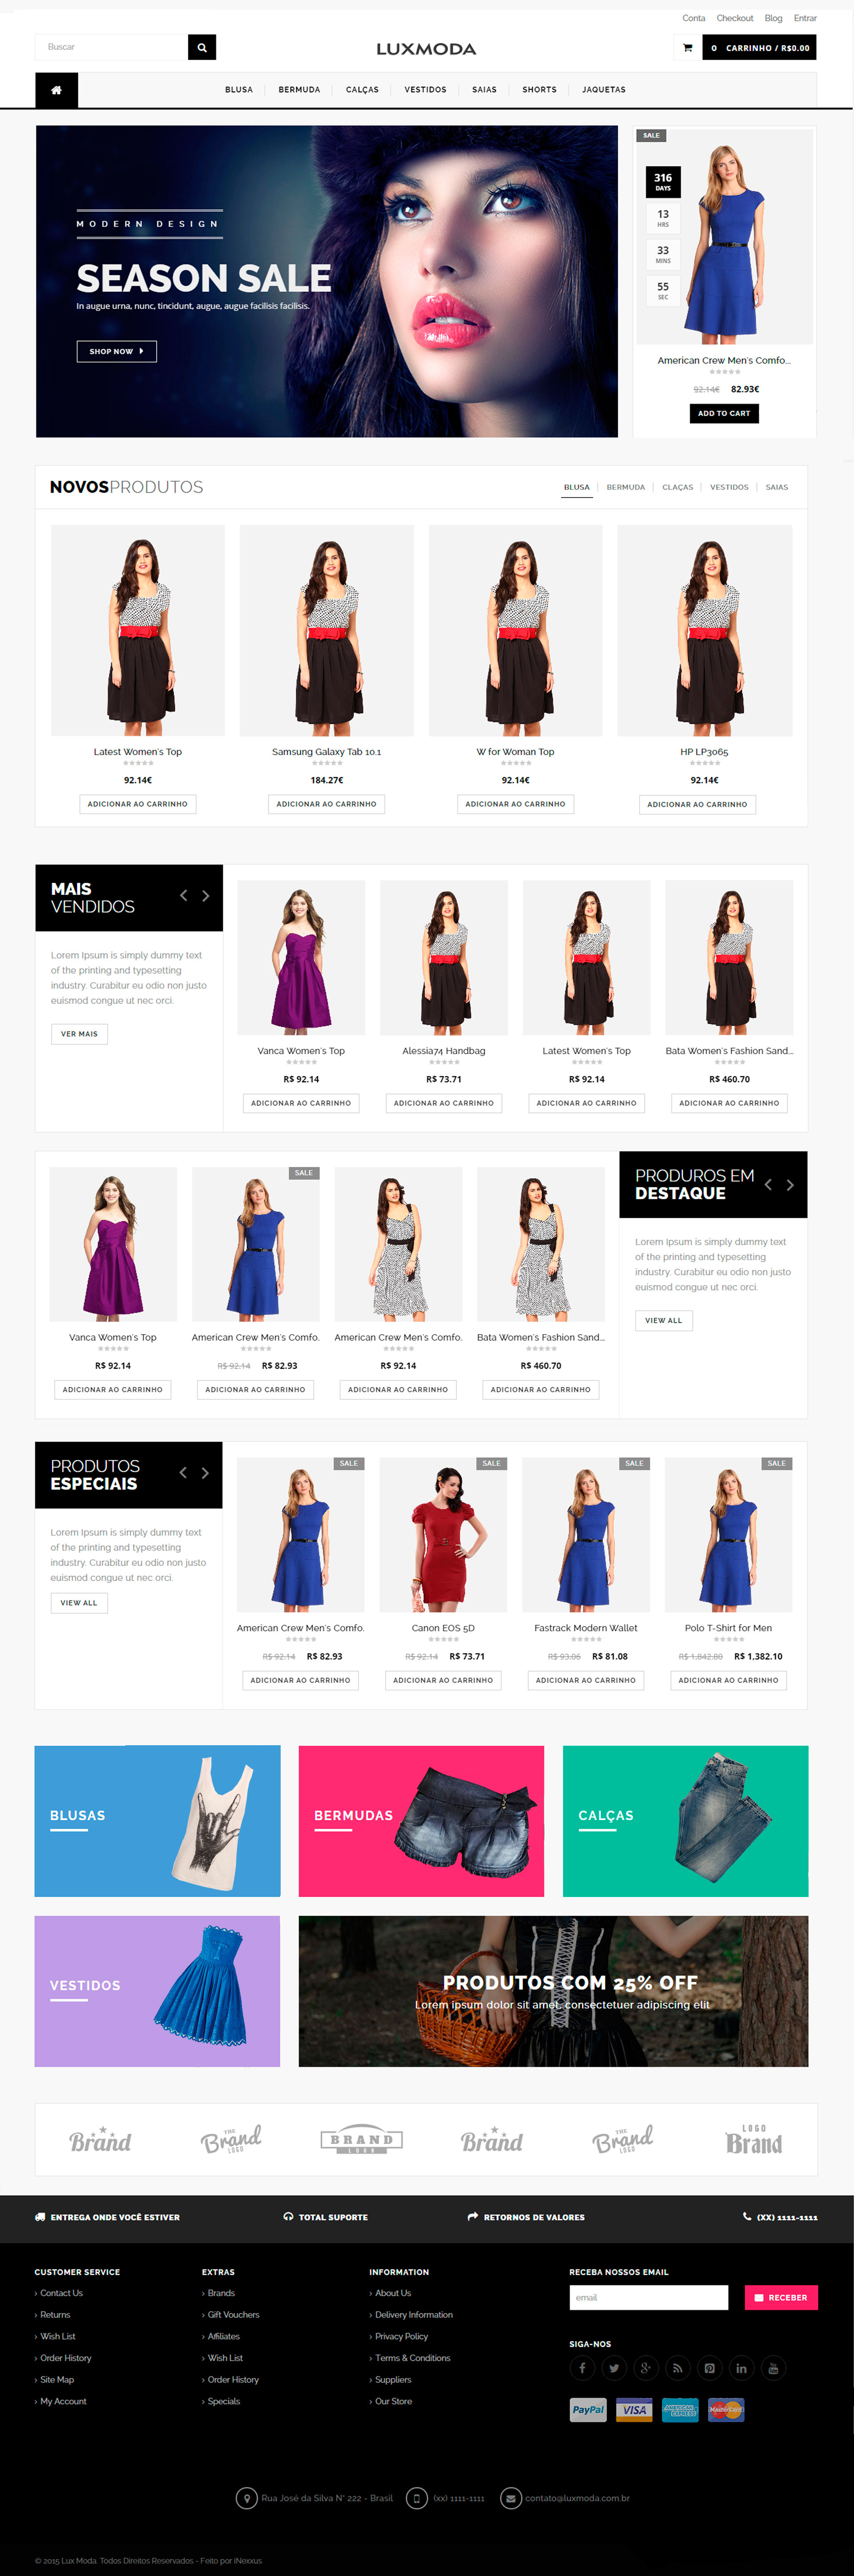 Conta Checkout Blog Entrar
Buscar
LUXMODA
0 CARRINHO / R$0.00
BLUSA BERMUDA CALÇAS VESTIDOS SAIAS SHORTS JAQUETAS
MODERN DESIGN
SEASON SALE
In augue urna, nunc, tincidunt, augue, augue facilisis facilisis.
SHOP NOW
SALE
316
DAYS
13
HRS
33
MINS
55
SEC
American Crew Men's Comfo...
92.14€ 82.93€
ADD TO CART
NOVOSPRODUTOS
BLUSA BERMUDA CLAÇAS VESTIDOS SAIAS
Latest Women's Top Samsung Galaxy Tab 10.1 W for Woman Top HP LP3065
92.14€ 184.27€ 92.14€ 92.14€
ADICIONAR AO CARRINHO ADICIONAR AO CARRINHO ADICIONAR AO CARRINHO ADICIONAR AO CARRINHO
MAIS
VENDIDOS
Lorem Ipsum is simply dummy text
of the printing and typesetting
industry. Curabitur eu odio non justo
euismod congue ut nec orci.
VER MAIS
Vanca Women's Top Alessia74 Handbag Latest Women's Top Bata Women's Fashion Sand...
R$ 92.14 R$ 73.71 R$ 92.14 R$ 460.70
ADICIONAR AO CARRINHO ADICIONAR AO CARRINHO ADICIONAR AO CARRINHO ADICIONAR AO CARRINHO
SALE
Vanca Women's Top American Crew Men's Comfo. American Crew Men's Comfo. Bata Women's Fashion Sand...
R$ 92.14 R$ 92.14 R$ 82.93 R$ 92.14 R$ 460.70
ADICIONAR AO CARRINHO ADICIONAR AO CARRINHO ADICIONAR AO CARRINHO ADICIONAR AO CARRINHO
PRODUROS EM
DESTAQUE
Lorem Ipsum is simply dummy text
of the printing and typesetting
industry. Curabitur eu odio non justo
euismod congue ut nec orci.
VIEW ALL
PRODUTOS
ESPECIAIS
Lorem Ipsum is simply dummy text
of the printing and typesetting
industry. Curabitur eu odio non justo
euismod congue ut nec orci.
VIEW ALL
SALE SALE SALE SALE
American Crew Men's Comfo. Canon EOS 5D Fastrack Modern Wallet Polo T-Shirt for Men
R$ 92.14 R$ 82.93 R$ 92.14 R$ 73.71 R$ 93.06 R$ 81.08 R$ 1,842.80 R$ 1,382.10
ADICIONAR AO CARRINHO ADICIONAR AO CARRINHO ADICIONAR AO CARRINHO ADICIONAR AO CARRINHO
BLUSAS
BERMUDAS
CALÇAS
VESTIDOS
PRODUTOS COM 25% OFF
Lorem ipsum dolor sit amet, consectetuer adipiscing elit
Brand
THE Brand LOGO
BRAND LOGO
Brand
THE Brand LOGO
LOGO Brand
ENTREGA ONDE VOCÊ ESTIVER TOTAL SUPORTE RETORNOS DE VALORES (XX) 1111-1111
CUSTOMER SERVICE
Contact Us
Returns
Wish List
Order History
Site Map
My Account
EXTRAS
Brands
Gift Vouchers
Affiliates
Wish List
Order History
Specials
INFORMATION
About Us
Delivery Information
Privacy Policy
Terms & Conditions
Suppliers
Our Store
RECEBA NOSSOS EMAIL
email RECEBER
SIGA-NOS
PayPal VISA AMERICAN EXPRESS MasterCard
Rua José da Silva N° 222 - Brasil (xx) 1111-1111 contato@luxmoda.com.br
© 2015 Lux Moda. Todos Direitos Reservados - Feito por iNexxus